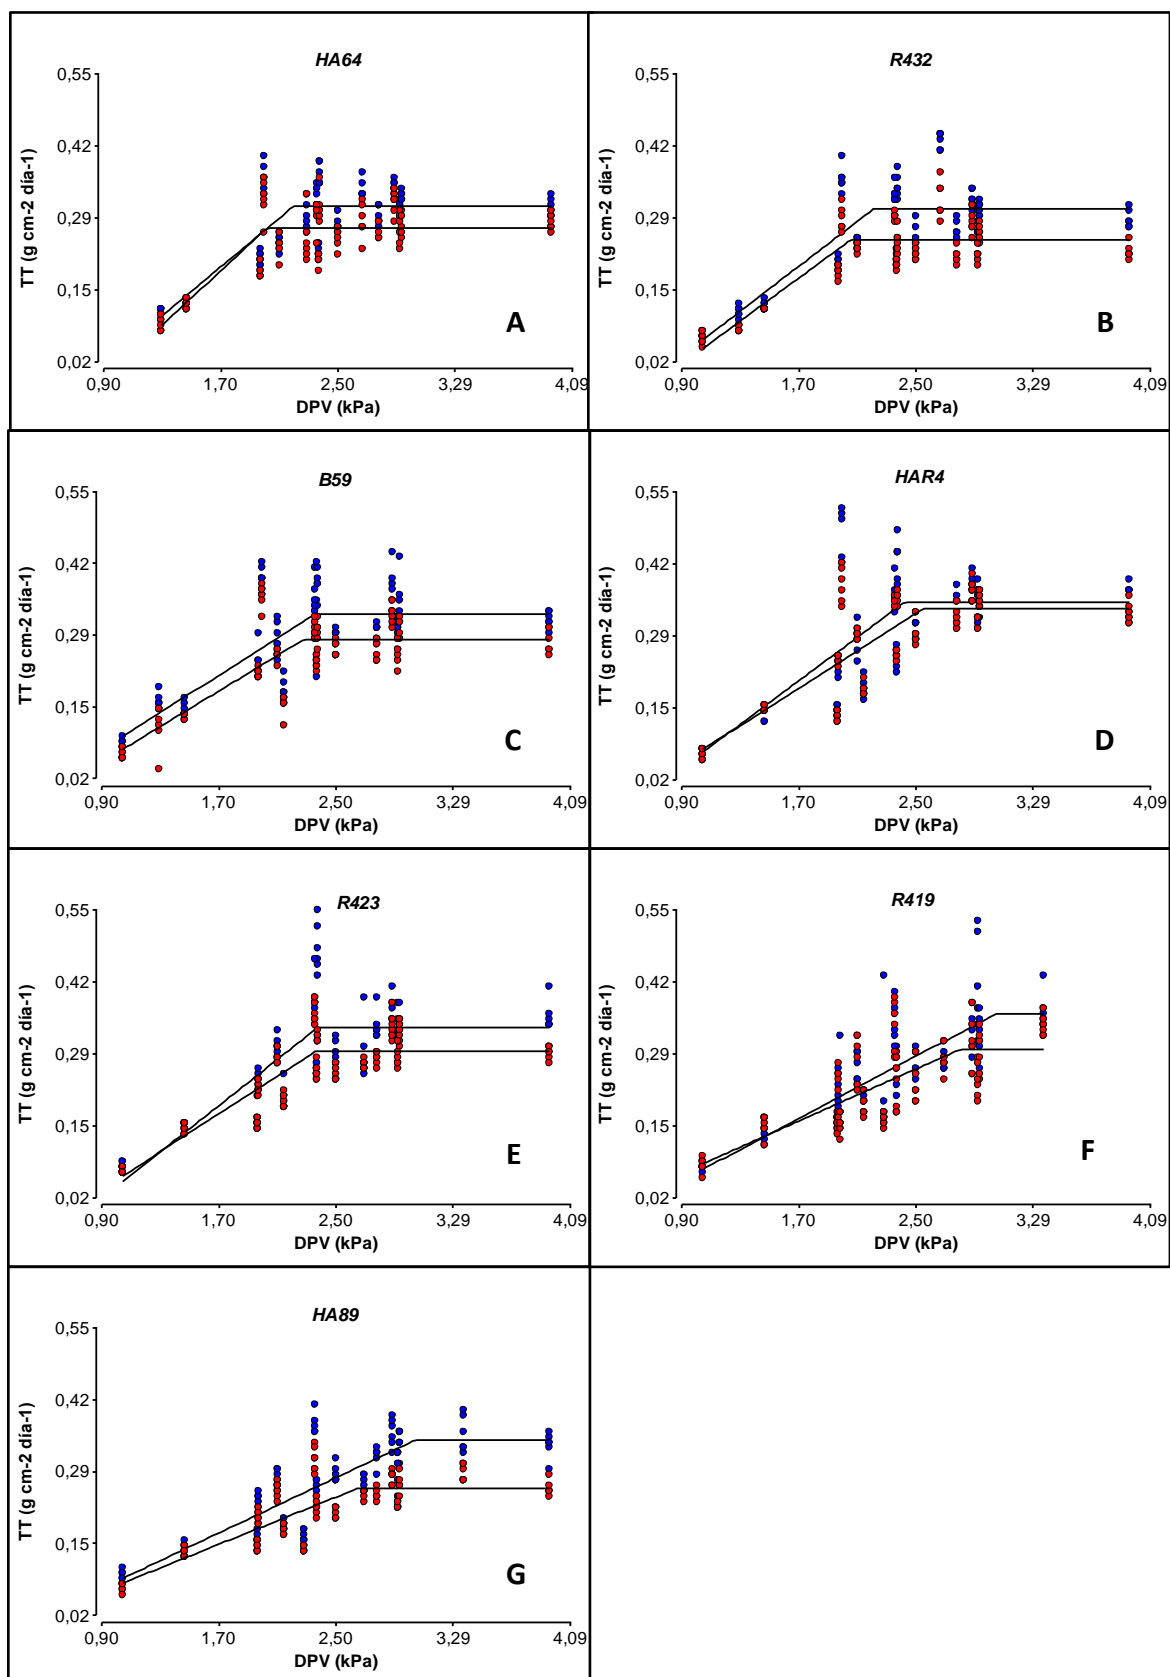 HA64
0,55
0,42
0,29
0,15
0,02
TT (g cm-2 día-1)
0,90 1,70 2,50 3,29 4,09
DPV (kPa)
A
R432
0,55
0,42
0,29
0,15
0,02
TT (g cm-2 día-1)
0,90 1,70 2,50 3,29 4,09
DPV (kPa)
B
B59
0,55
0,42
0,29
0,15
0,02
TT (g cm-2 día-1)
0,90 1,70 2,50 3,29 4,09
DPV (kPa)
C
HAR4
0,55
0,42
0,29
0,15
0,02
TT (g cm-2 día-1)
0,90 1,70 2,50 3,29 4,09
DPV (kPa)
D
R423
0,55
0,42
0,29
0,15
0,02
TT (g cm-2 día-1)
0,90 1,70 2,50 3,29 4,09
DPV (kPa)
E
R419
0,55
0,42
0,29
0,15
0,02
TT (g cm-2 día-1)
0,90 1,70 2,50 3,29 4,09
DPV (kPa)
F
HA89
0,55
0,42
0,29
0,15
0,02
TT (g cm-2 día-1)
0,90 1,70 2,50 3,29 4,09
DPV (kPa)
G